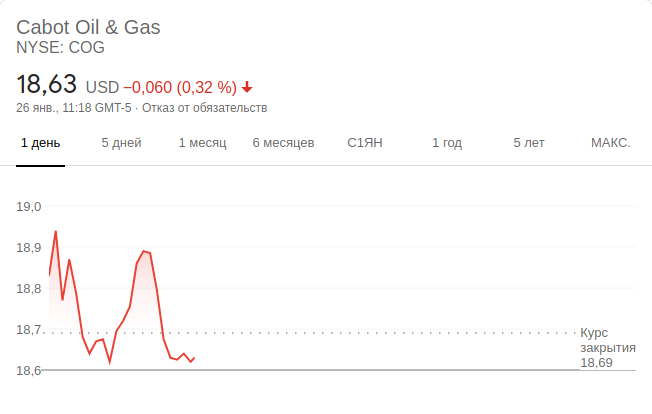 Cabot Oil & Gas
NYSE: COG
18,63 USD −0,060 (0,32 %)
26 янв., 11:18 GMT-5 · Отказ от обязательств
1 день 5 дней 1 месяц 6 месяцев С1ЯН 1 год 5 лет МАКС.
19,0
18,9
18,8
18,7
18,6
Курс
закрытия
18,69